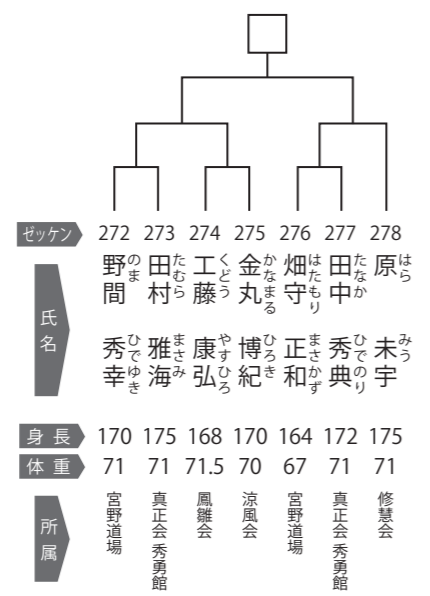 ゼッケン 272 273 274 275 276 277 278
氏名
野間 秀幸
のま ひでゆき
田村 雅海
たむら まさみ
工藤 康弘
くどう やすひろ
金丸 博紀
かなまる ひろき
畑守 正和
はたもり まさかず
田中 秀典
たなか ひでのり
原 未宇
はら みう
身長 170 175 168 170 164 172 175
体重 71 71 71.5 70 67 71 71
所属
宮野道場
真正会 秀勇館
鳳雛会
涼風会
宮野道場
真正会 秀勇館
修慧会